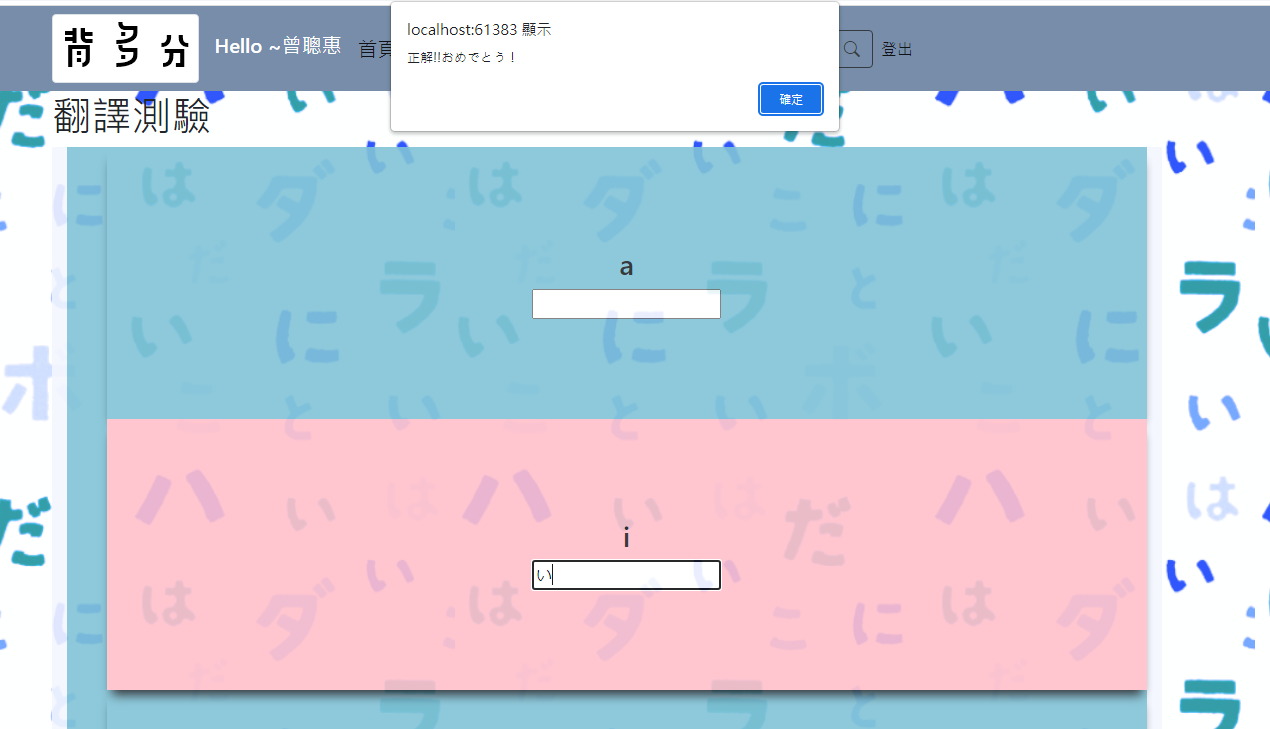 localhost:61383 顯示
正解!!おめでとう！
確定
背多分
Hello ~曾聰惠
首頁
登出
翻譯測驗
a
i
い